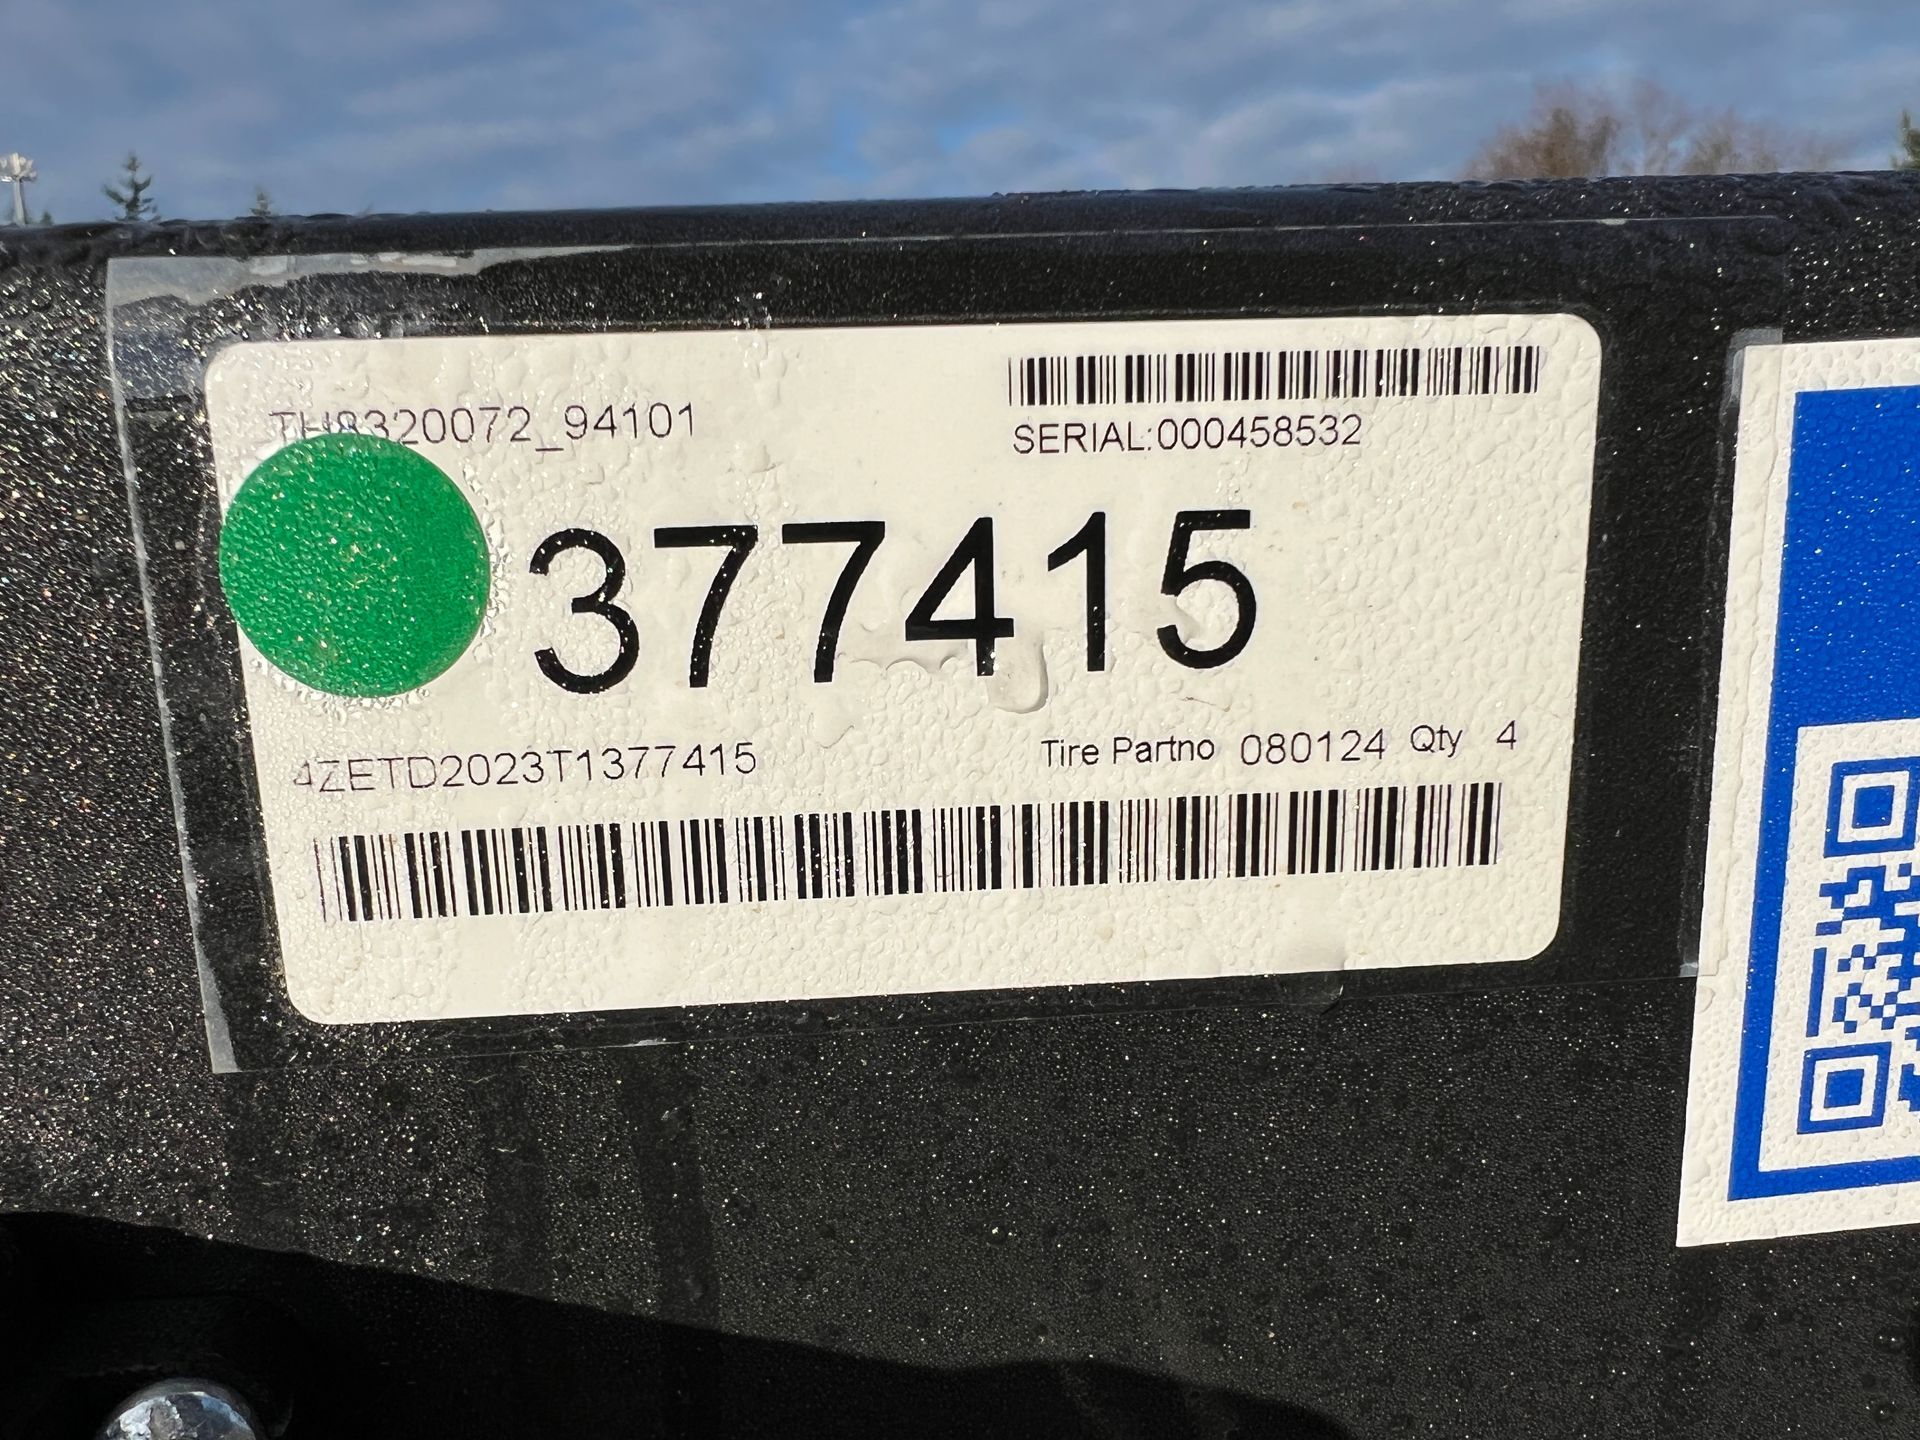 TH8320072_94101
SERIAL:000458532
377415
4ZETD2023T1377415
Tire Partno 080124 Qty 4